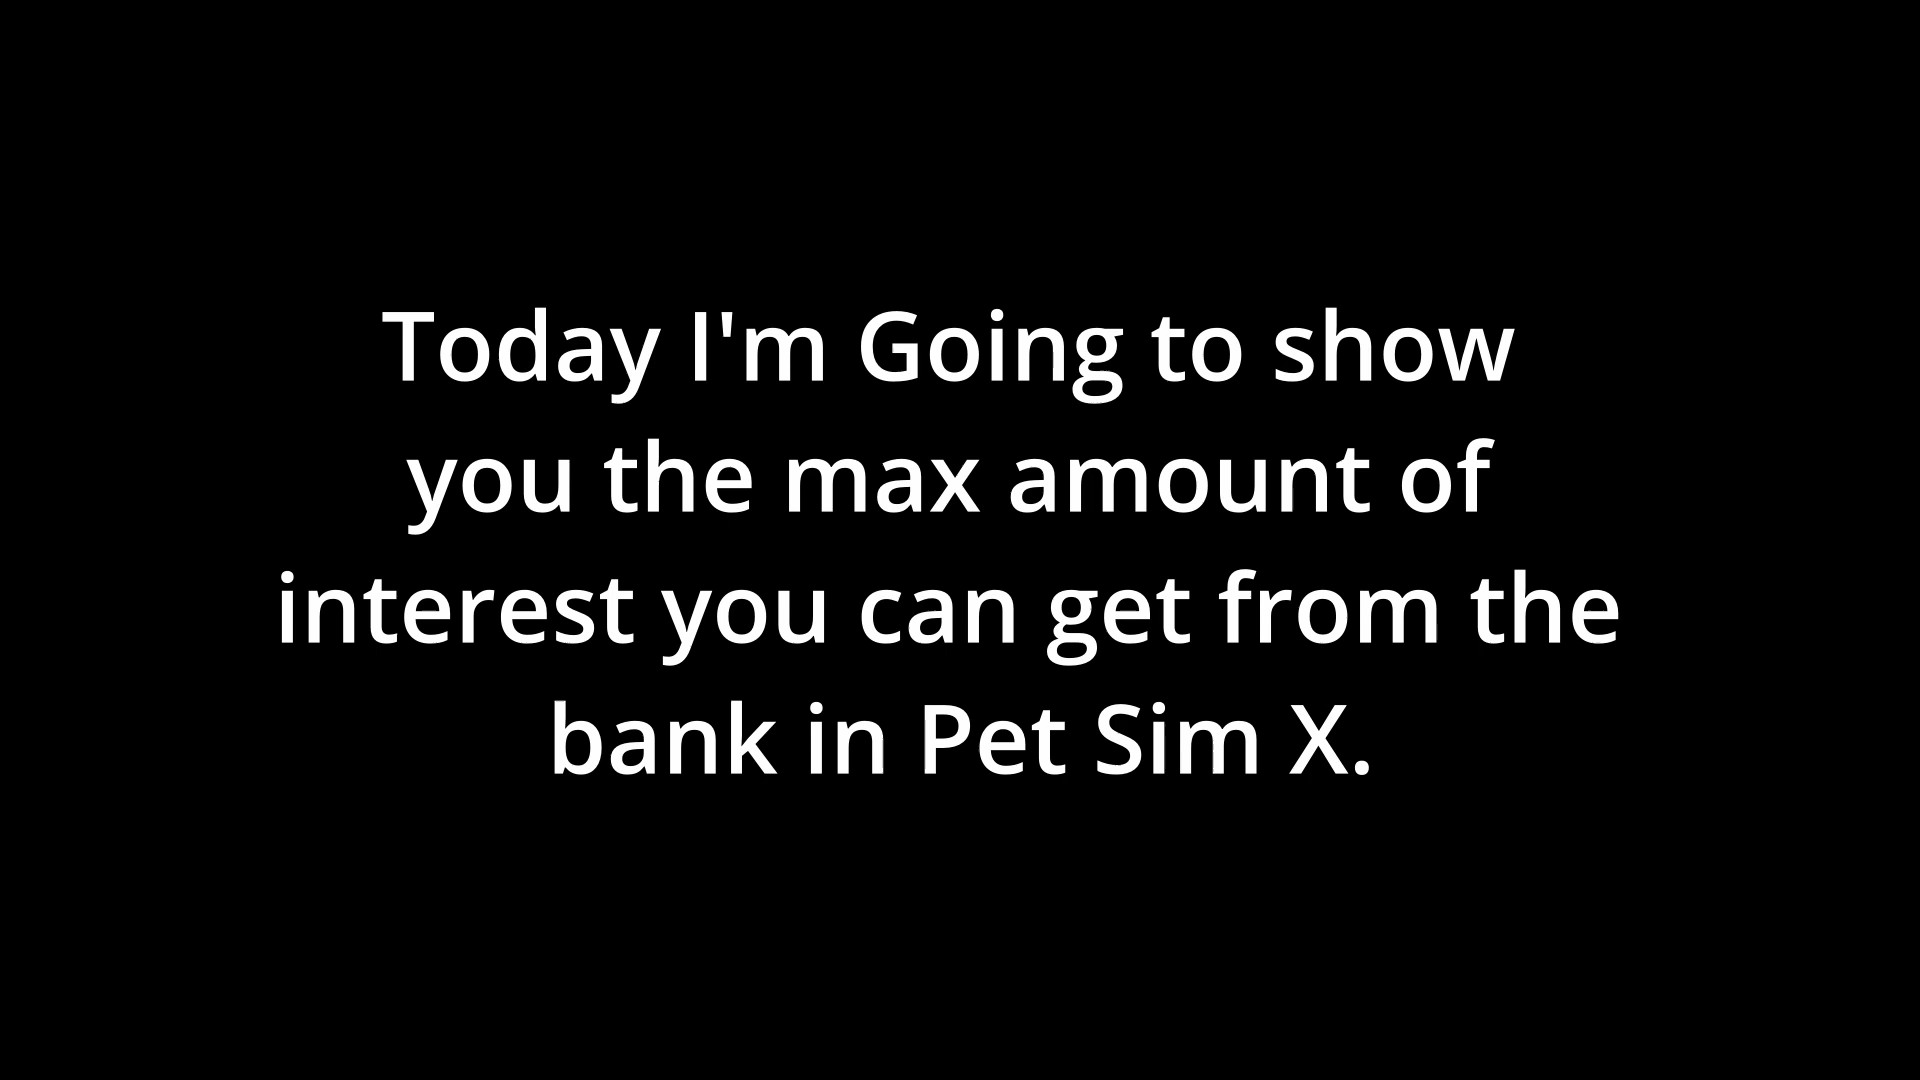 Today I'm Going to show
you the max amount of
interest you can get from the
bank in Pet Sim X.